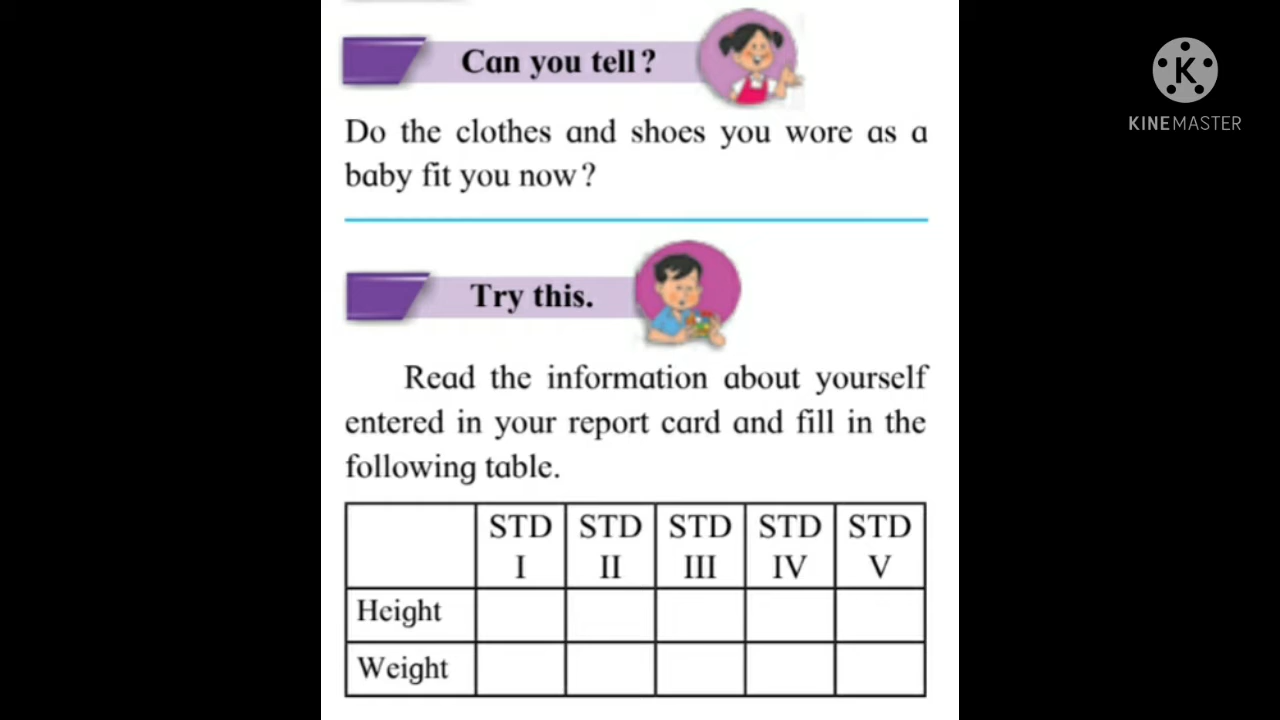 Can you tell?
Do the clothes and shoes you wore as a
baby fit you now?
Try this.
Read the information about yourself
entered in your report card and fill in the
following table.
STD I STD II STD III STD IV STD V
Height
Weight
K
KINEMASTER